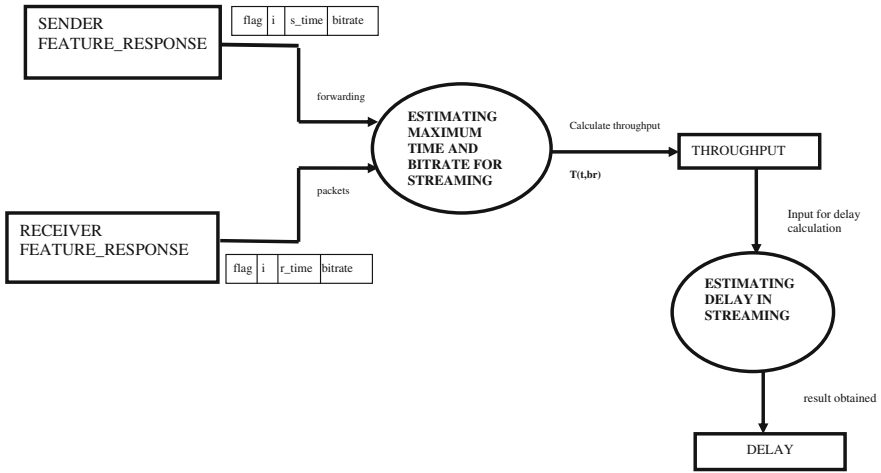 SENDER
FEATURE_RESPONSE
flag i s_time bitrate
forwarding
packets
RECEIVER
FEATURE_RESPONSE
flag i r_time bitrate
ESTIMATING
MAXIMUM
TIME AND
BITRATE FOR
STREAMING
Calculate throughput
T(t,br)
THROUGHPUT
Input for delay
calculation
ESTIMATING
DELAY IN
STREAMING
result obtained
DELAY